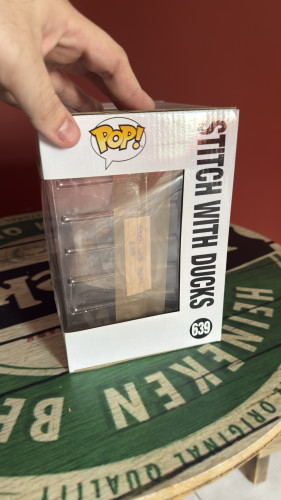 POP!
STITCH WITH DUCKS
639
HEINEKEN
BE
ORIGINAL QUALITY